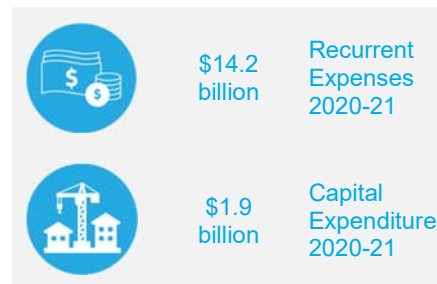 $
$
$14.2
billion
Recurrent
Expenses
2020-21
$1.9
billion
Capital
Expenditure
2020-21